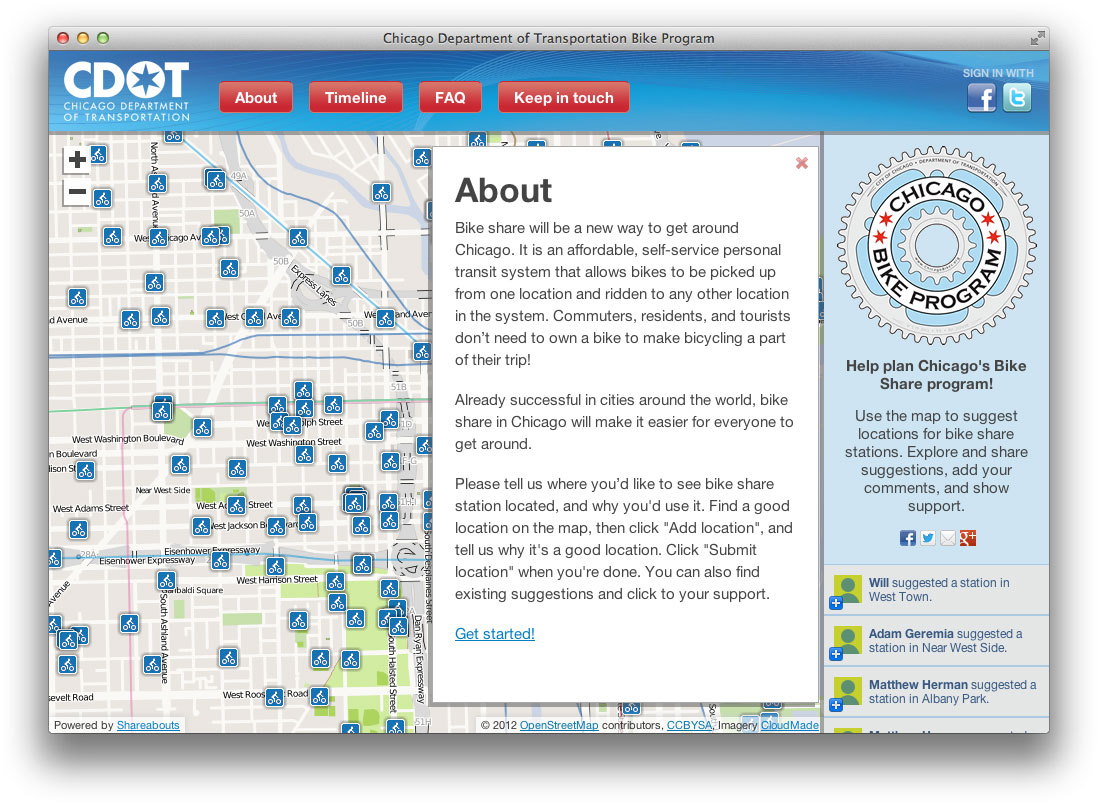 Chicago Department of Transportation Bike Program
CDOT
CHICAGO DEPARTMENT
OF TRANSPORTATION
About
Timeline
FAQ
Keep in touch
SIGN IN WITH
+
−
49A
50A
50B
Express Lanes
50B
51B
West Washington Boulevard
West Washington Street
Near West Side
West Adams Street
West Jackson
28A
Eisenhower Expressway
Eisenhower Expressway
West Harrison Street
Garibaldi Square
South Ashland Avenue
Dan Ryan Expressway
South Halsted Street
West Roosevelt Road
51H
About
Bike share will be a new way to get around
Chicago. It is an affordable, self-service personal
transit system that allows bikes to be picked up
from one location and ridden to any other location
in the system. Commuters, residents, and tourists
don’t need to own a bike to make bicycling a part
of their trip!
Already successful in cities around the world, bike
share in Chicago will make it easier for everyone to
get around.
Please tell us where you’d like to see bike share
station located, and why you'd use it. Find a good
location on the map, then click "Add location", and
tell us why it's a good location. Click "Submit
location" when you're done. You can also find
existing suggestions and click to your support.
Get started!
Powered by Shareabouts
© 2012 OpenStreetMap contributors, CCBYSA, Imagery CloudMade
CITY OF CHICAGO • DEPARTMENT OF TRANSPORTATION
CHICAGO
BIKE PROGRAM
Help plan Chicago's Bike
Share program!
Use the map to suggest
locations for bike share
stations. Explore and share
suggestions, add your
comments, and show
support.
Will suggested a station in
West Town.
Adam Geremia suggested a
station in Near West Side.
Matthew Herman suggested a
station in Albany Park.